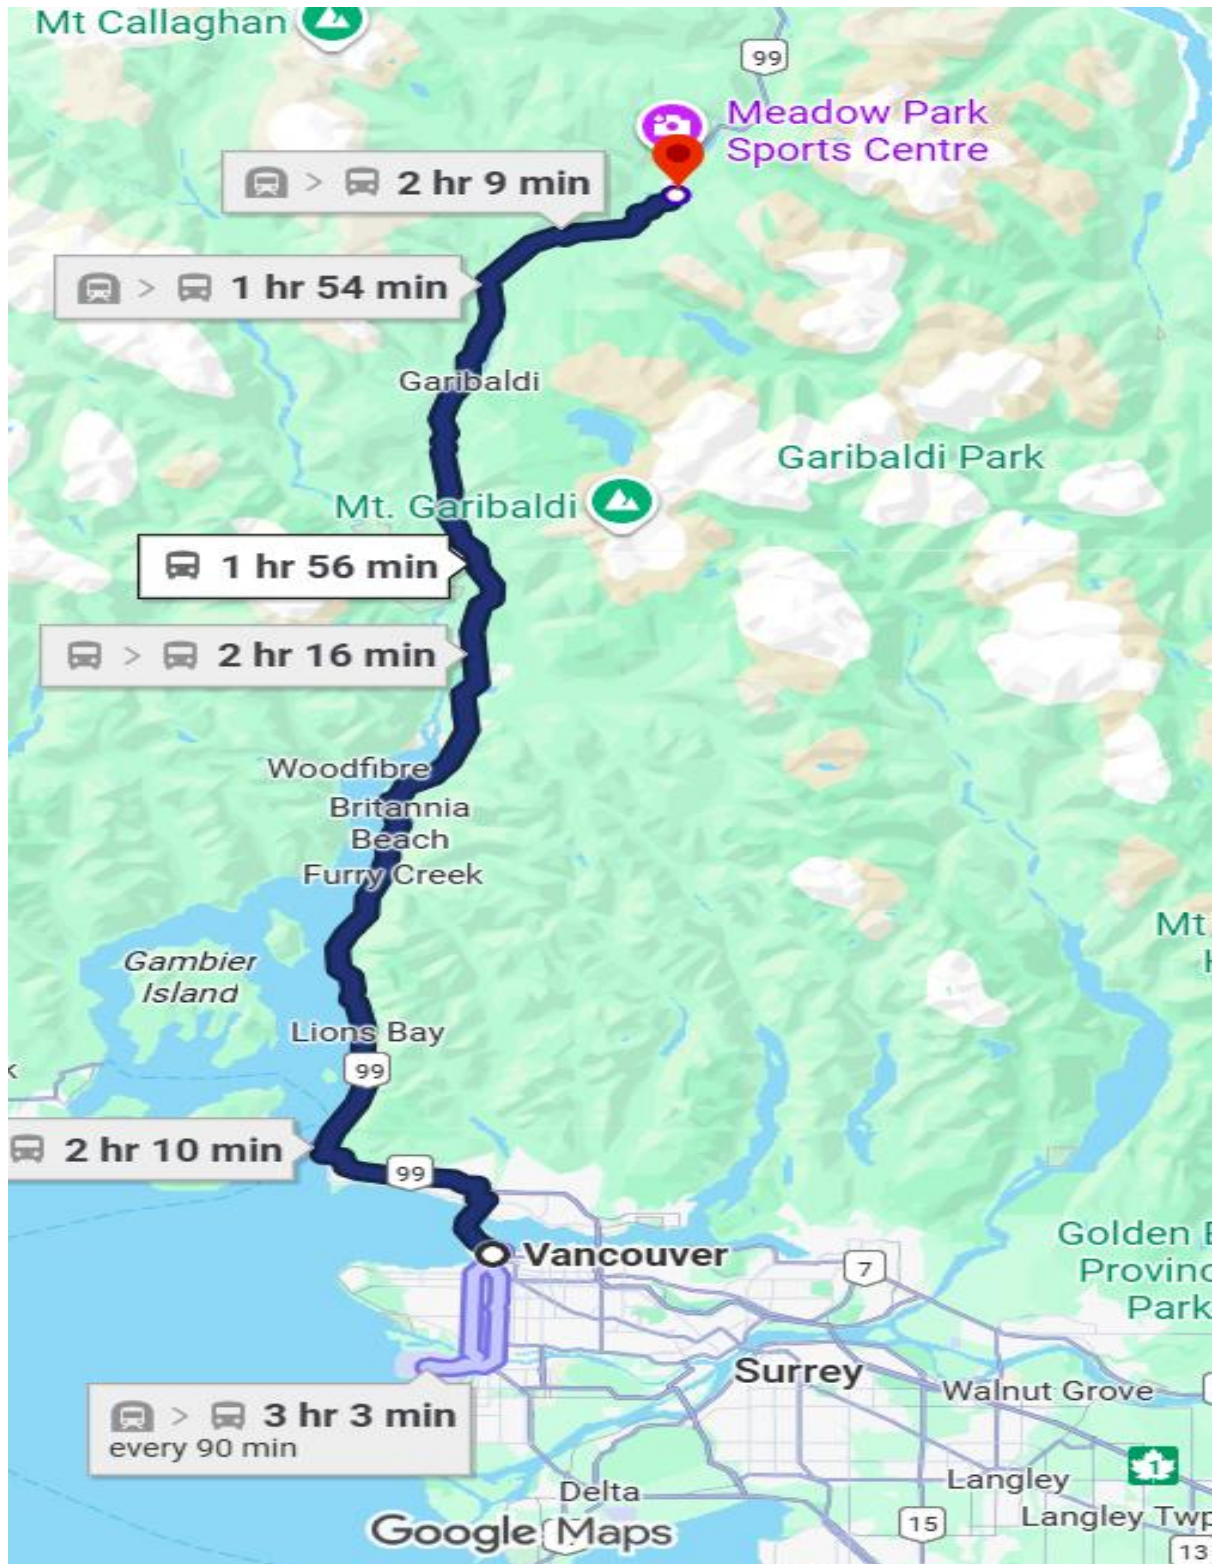 Mt Callaghan
99
Meadow Park
Sports Centre
> 2 hr 9 min
> 1 hr 54 min
Garibaldi
Garibaldi Park
Mt. Garibaldi
1 hr 56 min
> 2 hr 16 min
Woodfibre
Britannia
Beach
Furry Creek
Mt
Gambier
Island
Lions Bay
99
2 hr 10 min
99
Golden E
Provinc
Park
Vancouver
7
Surrey
Walnut Grove
> 3 hr 3 min
every 90 min
1
Langley
Delta
15
Langley Twp
Google Maps
13